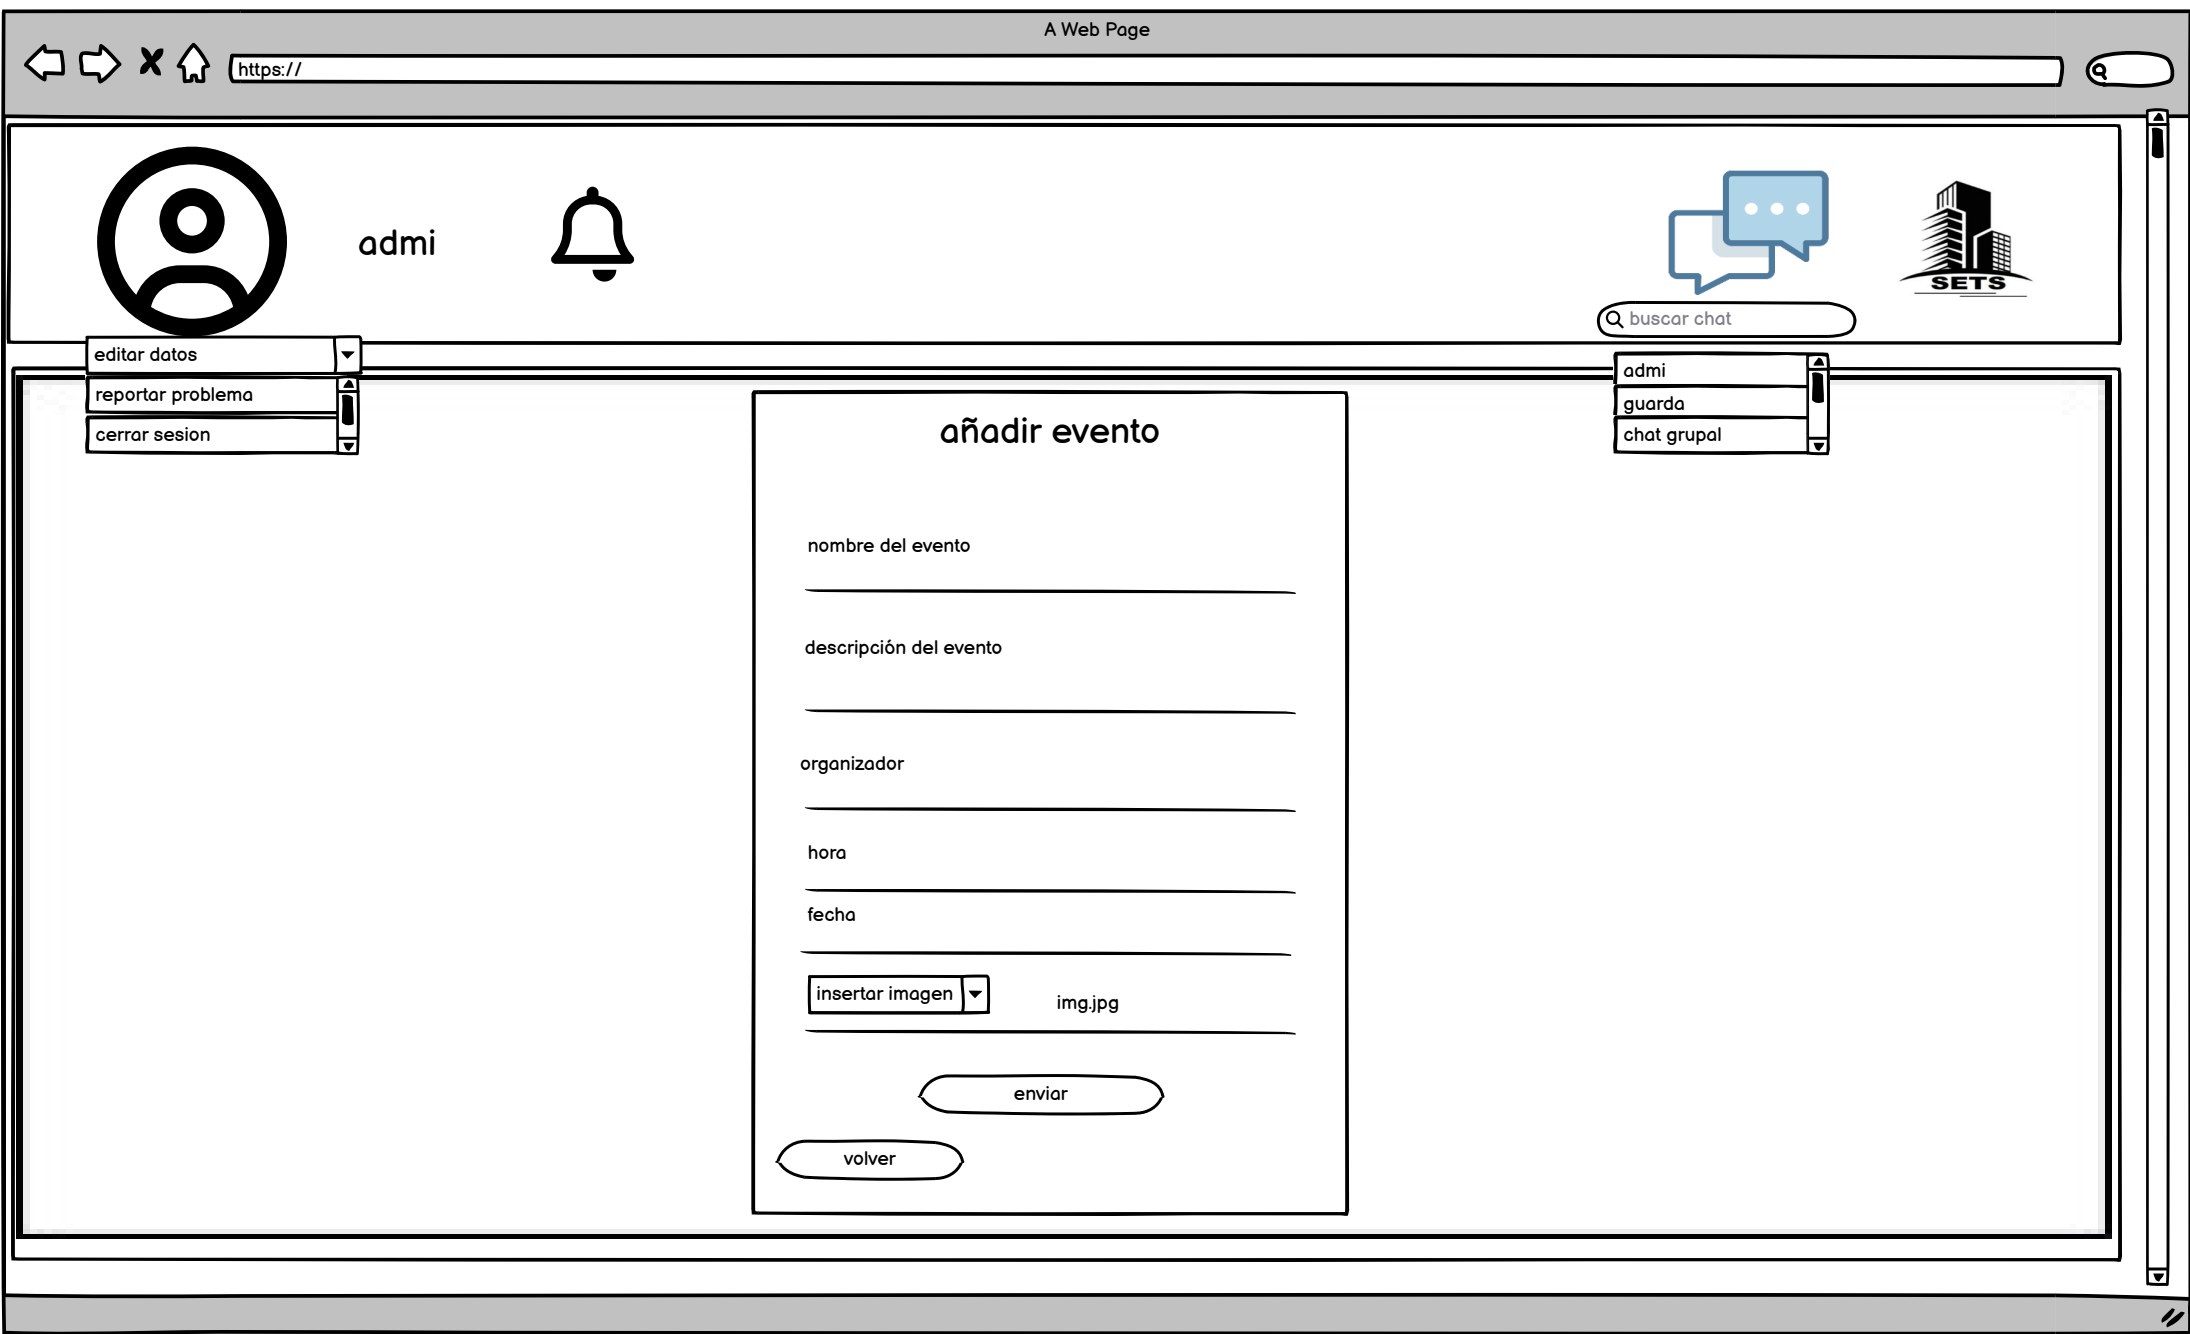 A Web Page
https://
admi
SETS
buscar chat
editar datos
reportar problema
cerrar sesion
admi
guarda
chat grupal
añadir evento
nombre del evento
descripción del evento
organizador
hora
fecha
insertar imagen
img.jpg
enviar
volver